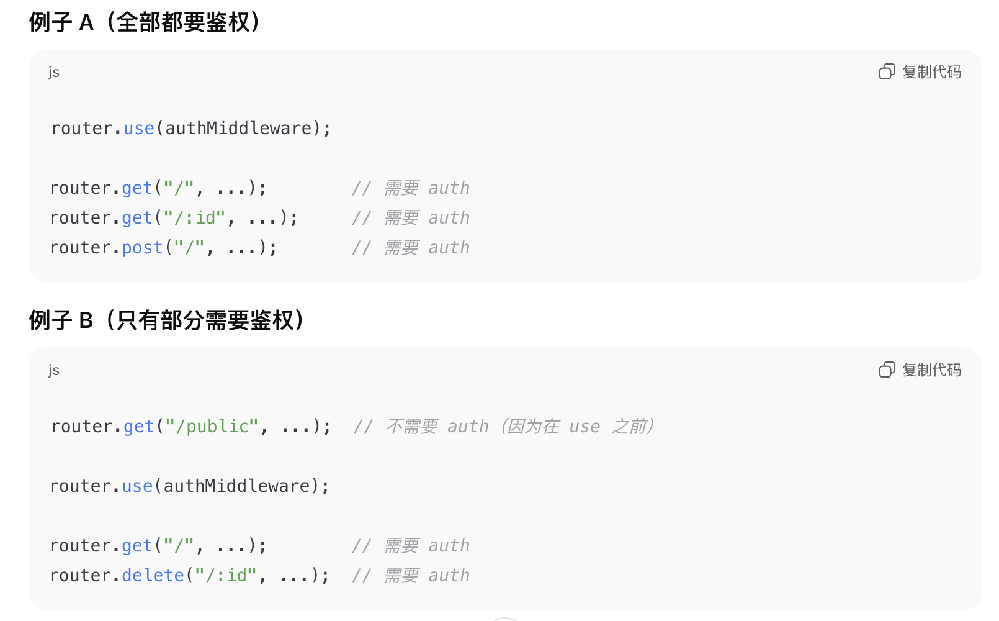 例子 A（全部都要鉴权）
js
复制代码
router.use(authMiddleware);
router.get("/", ...);        // 需要 auth
router.get("/:id", ...);     // 需要 auth
router.post("/", ...);       // 需要 auth
例子 B（只有部分需要鉴权）
js
复制代码
router.get("/public", ...);  // 不需要 auth（因为在 use 之前）
router.use(authMiddleware);
router.get("/", ...);        // 需要 auth
router.delete("/:id", ...);  // 需要 auth